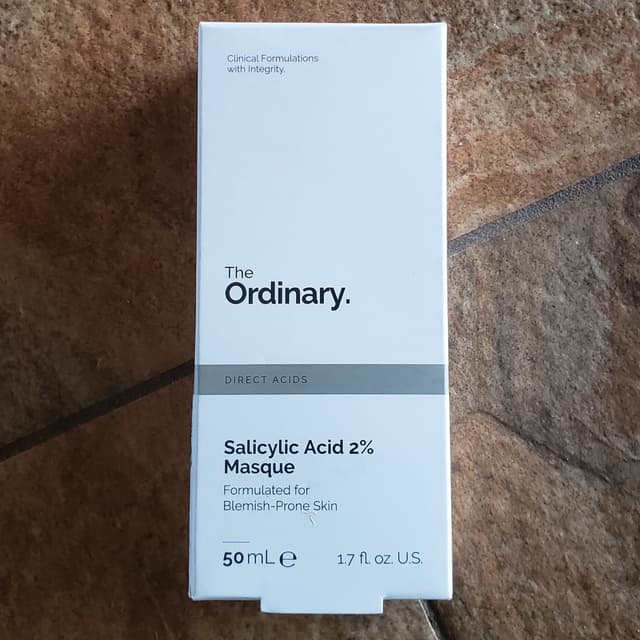 Clinical Formulations
with Integrity.
The
Ordinary.
DIRECT ACIDS
Salicylic Acid 2%
Masque
Formulated for
Blemish-Prone Skin
50 mL ℮ 1.7 fl. oz. U.S.